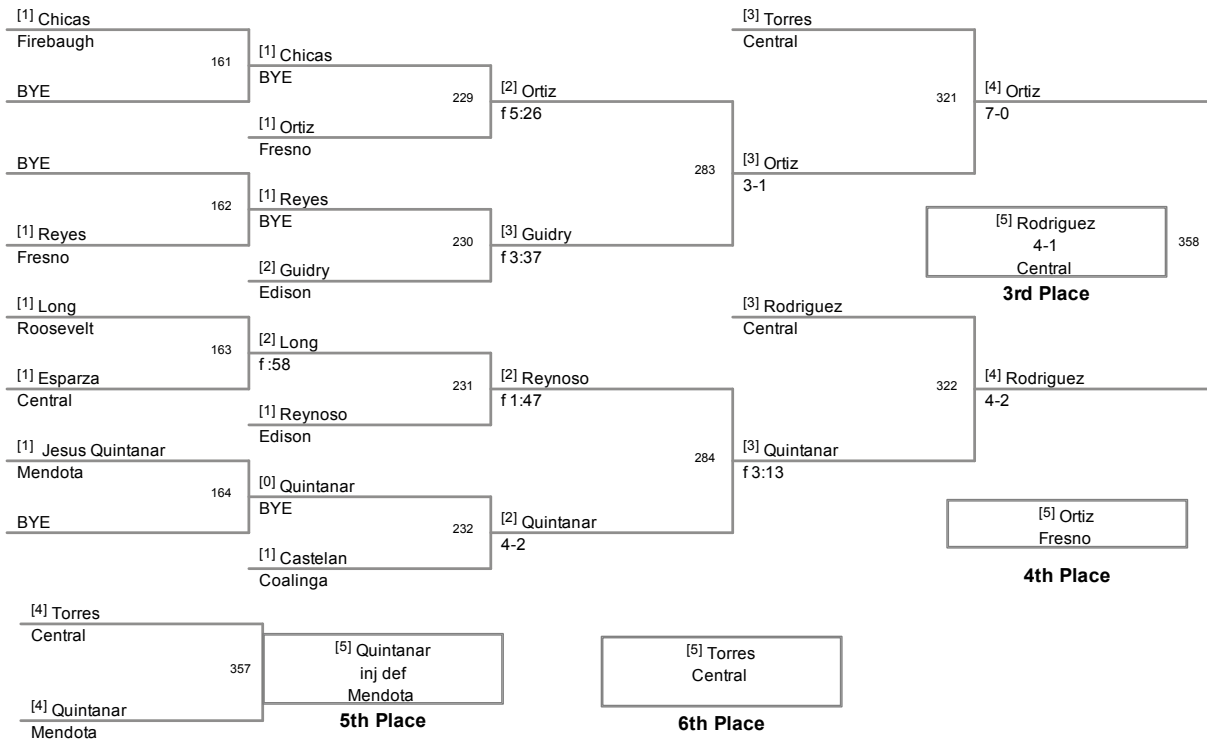 [1] Chicas
Firebaugh
161
BYE
[1] Chicas
BYE
229
[1] Ortiz
Fresno
[2] Ortiz
f 5:26
BYE
162
[1] Reyes
Fresno
[1] Reyes
BYE
230
[2] Guidry
Edison
[3] Guidry
f 3:37
283
[3] Ortiz
3-1
[3] Torres
Central
321
[4] Ortiz
7-0
[5] Rodriguez
4-1
Central
358
3rd Place
[1] Long
Roosevelt
163
[1] Esparza
Central
[2] Long
f :58
231
[1] Reynoso
Edison
[2] Reynoso
f 1:47
[1] Jesus Quintanar
Mendota
164
BYE
[0] Quintanar
BYE
232
[1] Castelan
Coalinga
[2] Quintanar
4-2
284
[3] Quintanar
f 3:13
[3] Rodriguez
Central
322
[4] Rodriguez
4-2
[5] Ortiz
Fresno
4th Place
[4] Torres
Central
357
[4] Quintanar
Mendota
[5] Quintanar
inj def
Mendota
5th Place
[5] Torres
Central
6th Place